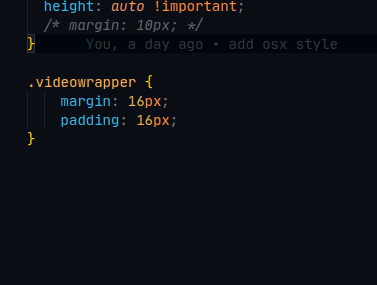 height: auto !important;
/* margin: 10px; */
} You, a day ago • add osx style
.videowrapper {
margin: 16px;
padding: 16px;
}